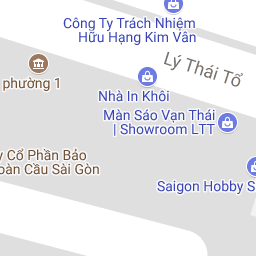 Công Ty Trách Nhiệm
Hữu Hạng Kim Vân
Lý Thái Tổ
phường 1
Nhà In Khôi
Màn Sáo Vạn Thái
| Showroom LTT
Cổ Phần Bảo
Cầu Sài Gòn
Saigon Hobby